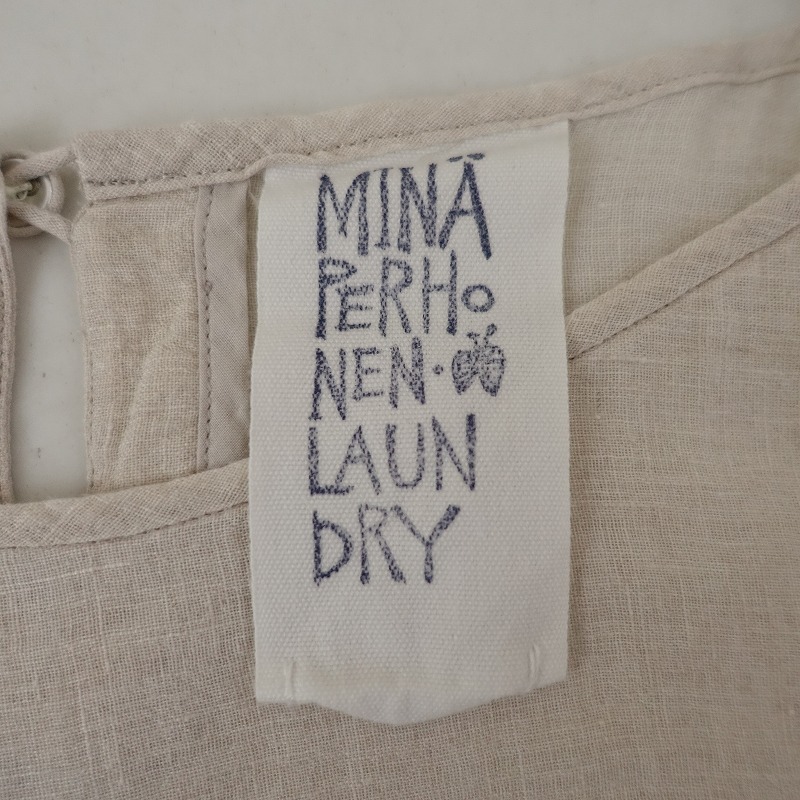 MINÄ
PERHO
NEN·
LAUN
DRY